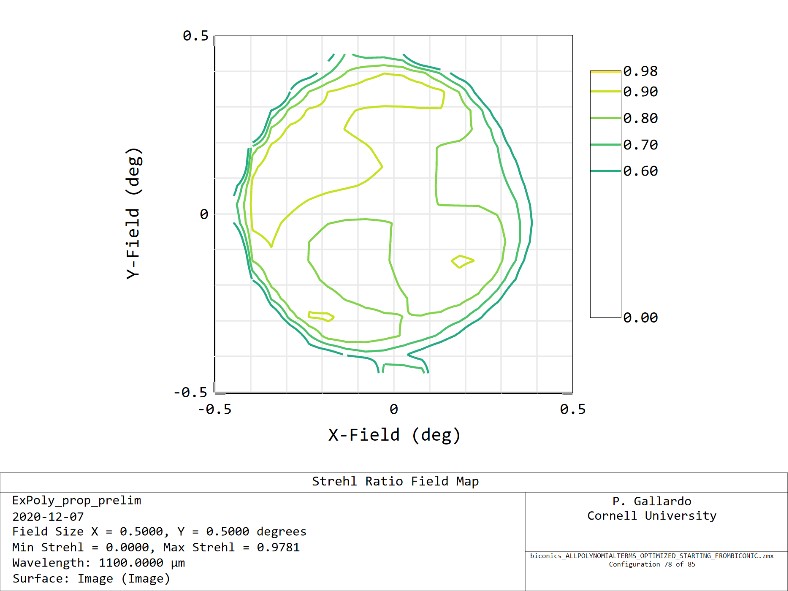 0.5
0
-0.5
-0.5
0
0.5
Y-Field (deg)
X-Field (deg)
0.98
0.90
0.80
0.70
0.60
0.00
Strehl Ratio Field Map
ExPoly_prop_prelim
2020-12-07
Field Size X = 0.5000, Y = 0.5000 degrees
Min Strehl = 0.0000, Max Strehl = 0.9781
Wavelength: 1100.0000 µm
Surface: Image (Image)
P. Gallardo
Cornell University
biconics_ALLPOLYNOMIALTERMS_OPTIMIZED_STARTING_FROMBICONIC.zmx
Configuration 78 of 85